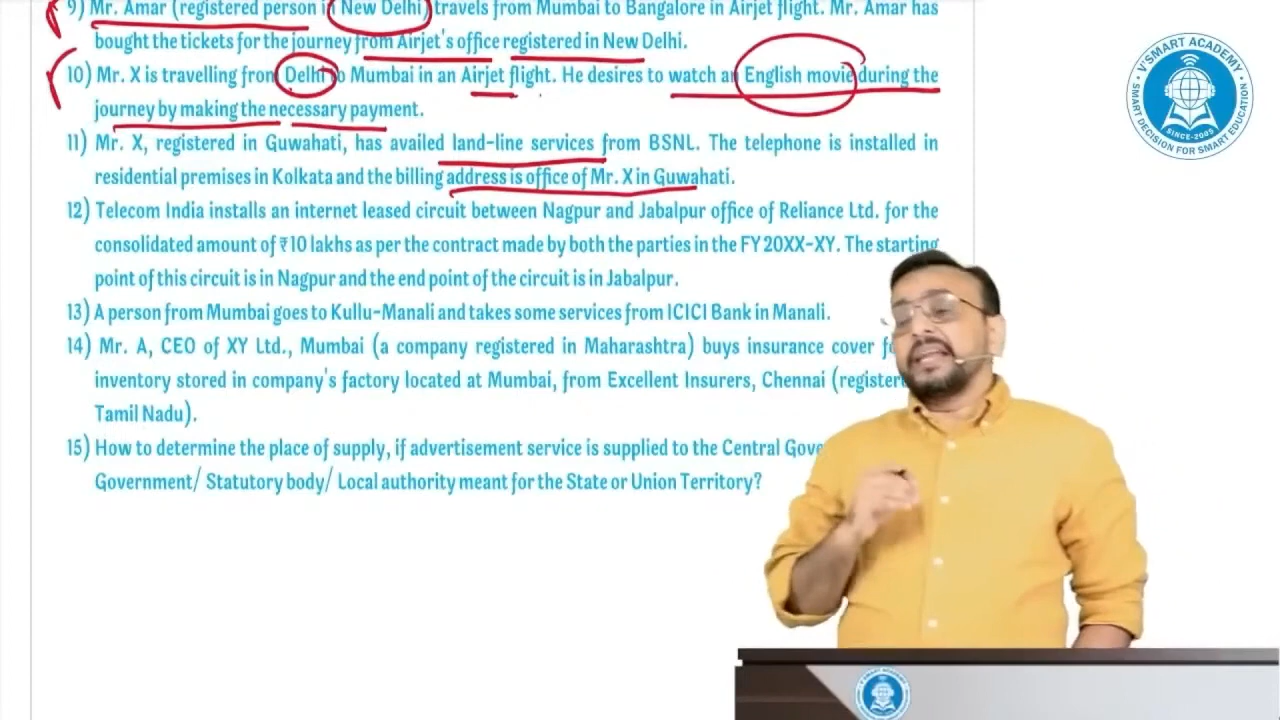 9) Mr. Amar (registered person in New Delhi) travels from Mumbai to Bangalore in Airjet flight. Mr. Amar has
bought the tickets for the journey from Airjet's office registered in New Delhi.
10) Mr. X is travelling from Delhi to Mumbai in an Airjet flight. He desires to watch an English movie during the
journey by making the necessary payment.
11) Mr. X, registered in Guwahati, has availed land-line services from BSNL. The telephone is installed in
residential premises in Kolkata and the billing address is office of Mr. X in Guwahati.
12) Telecom India installs an internet leased circuit between Nagpur and Jabalpur office of Reliance Ltd. for the
consolidated amount of ₹10 lakhs as per the contract made by both the parties in the FY 20XX-XY. The starting
point of this circuit is in Nagpur and the end point of the circuit is in Jabalpur.
13) A person from Mumbai goes to Kullu-Manali and takes some services from ICICI Bank in Manali.
14) Mr. A, CEO of XY Ltd., Mumbai (a company registered in Maharashtra) buys insurance cover
inventory stored in company's factory located at Mumbai, from Excellent Insurers, Chennai
Tamil Nadu).
15) How to determine the place of supply, if advertisement service is supplied to the Central
Government/ Statutory body/ Local authority meant for the State or Union Territory?
V'SMART ACADEMY
SINCE-2005
SMART DECISION FOR SMART EDUCATION